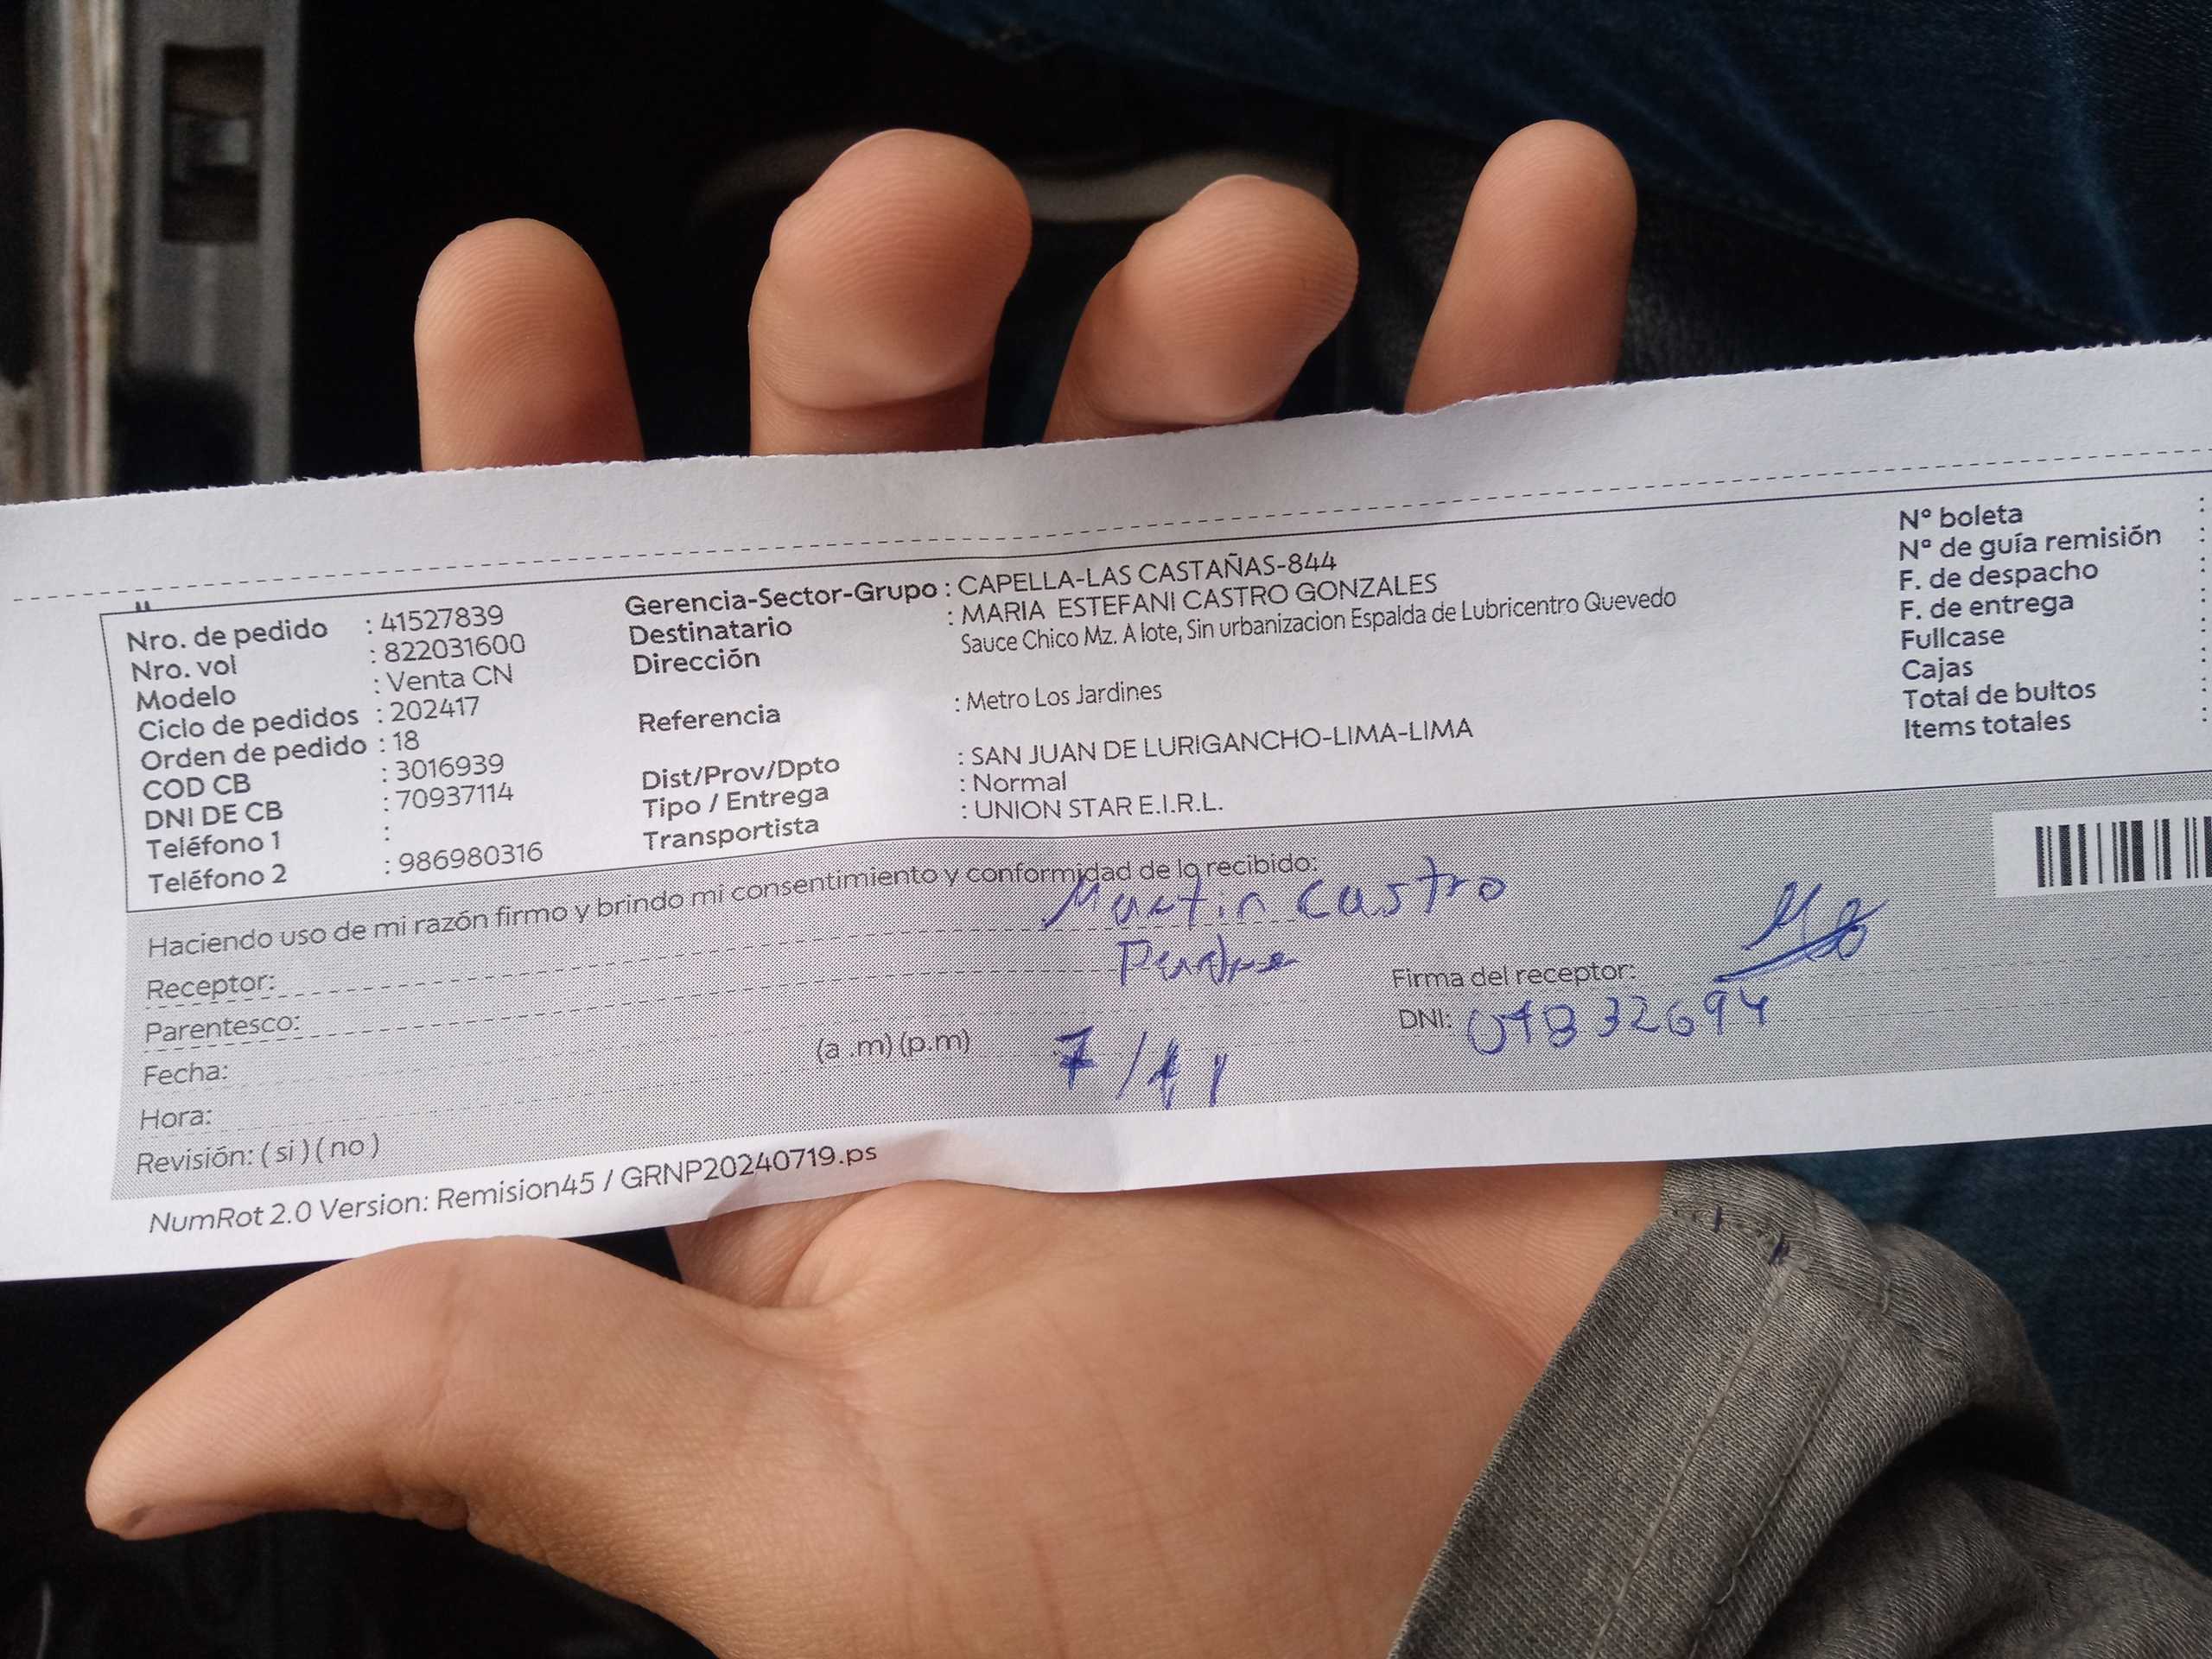 Nro. de pedido : 41527839
Nro. vol : 822031600
Modelo : Venta CN
Ciclo de pedidos : 202417
Orden de pedido : 18
COD CB : 3016939
DNI DE CB : 70937114
Teléfono 1 :
Teléfono 2 : 986980316
Gerencia-Sector-Grupo : CAPELLA-LAS CASTAÑAS-844
Destinatario : MARIA ESTEFANI CASTRO GONZALES
Dirección Sauce Chico Mz. A lote, Sin urbanizacion Espalda de Lubricentro Quevedo
Referencia : Metro Los Jardines
Dist/Prov/Dpto : SAN JUAN DE LURIGANCHO-LIMA-LIMA
Tipo / Entrega : Normal
Transportista : UNION STAR E.I.R.L.
N° boleta :
N° de guía remisión :
F. de despacho :
F. de entrega :
Fullcase :
Cajas :
Total de bultos :
Items totales :
Haciendo uso de mi razón firmo y brindo mi consentimiento y conformidad de lo recibido:
Receptor: Martin Castro
Parentesco: Padre
Firma del receptor:
Fecha: 7/11
DNI:
Hora: (a .m) (p.m)
Revisión: ( si ) ( no )
NumRot 2.0 Version: Remision45 / GRNP20240719.ps